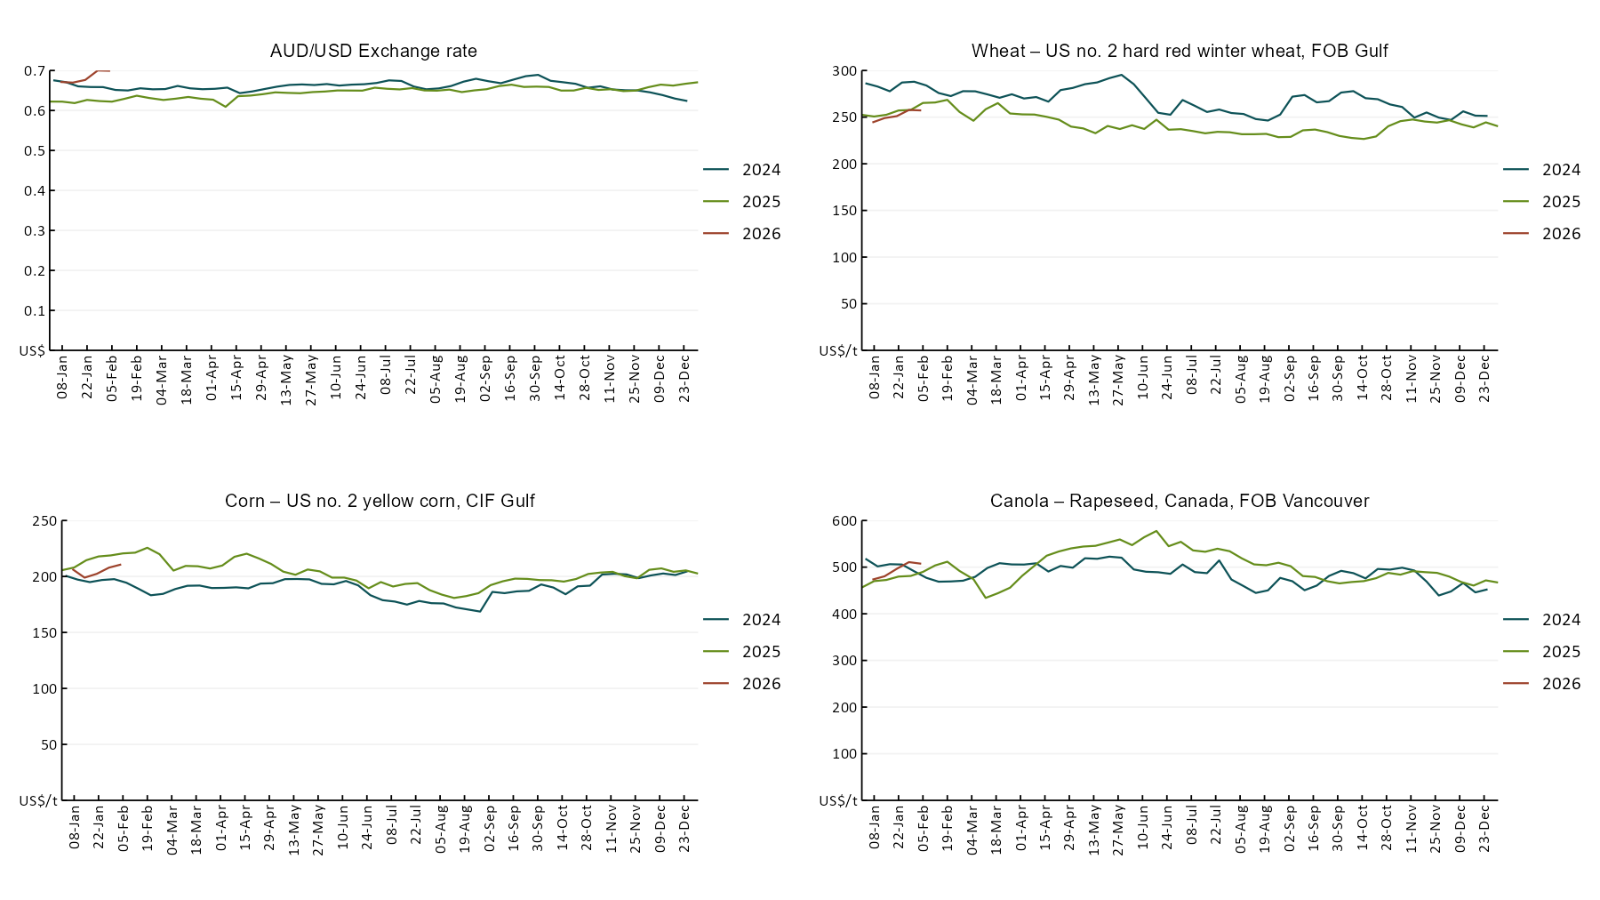 AUD/USD Exchange rate
0.7
0.6
0.5
0.4
0.3
0.2
0.1
US$
08-Jan
22-Jan
05-Feb
19-Feb
04-Mar
18-Mar
01-Apr
15-Apr
29-Apr
13-May
27-May
10-Jun
24-Jun
08-Jul
22-Jul
05-Aug
19-Aug
02-Sep
16-Sep
30-Sep
14-Oct
28-Oct
11-Nov
25-Nov
09-Dec
23-Dec
2024
2025
2026
Wheat – US no. 2 hard red winter wheat, FOB Gulf
300
250
200
150
100
50
US$/t
08-Jan
22-Jan
05-Feb
19-Feb
04-Mar
18-Mar
01-Apr
15-Apr
29-Apr
13-May
27-May
10-Jun
24-Jun
08-Jul
22-Jul
05-Aug
19-Aug
02-Sep
16-Sep
30-Sep
14-Oct
28-Oct
11-Nov
25-Nov
09-Dec
23-Dec
2024
2025
2026
Corn – US no. 2 yellow corn, CIF Gulf
250
200
150
100
50
US$/t
08-Jan
22-Jan
05-Feb
19-Feb
04-Mar
18-Mar
01-Apr
15-Apr
29-Apr
13-May
27-May
10-Jun
24-Jun
08-Jul
22-Jul
05-Aug
19-Aug
02-Sep
16-Sep
30-Sep
14-Oct
28-Oct
11-Nov
25-Nov
09-Dec
23-Dec
2024
2025
2026
Canola – Rapeseed, Canada, FOB Vancouver
600
500
400
300
200
100
US$/t
08-Jan
22-Jan
05-Feb
19-Feb
04-Mar
18-Mar
01-Apr
15-Apr
29-Apr
13-May
27-May
10-Jun
24-Jun
08-Jul
22-Jul
05-Aug
19-Aug
02-Sep
16-Sep
30-Sep
14-Oct
28-Oct
11-Nov
25-Nov
09-Dec
23-Dec
2024
2025
2026